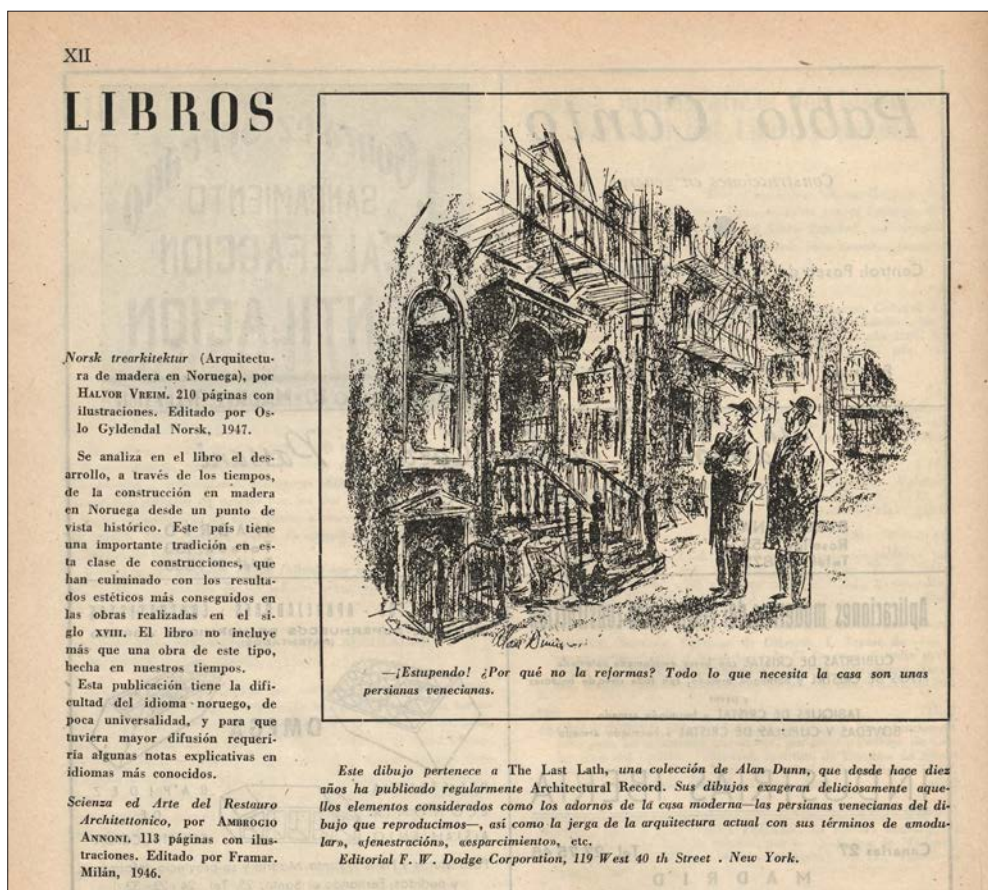 XII
LIBROS
Norsk trearkitektur (Arquitectu-
ra de madera en Noruega), por
HALVOR VREIM. 210 páginas con
ilustraciones. Editado por Os-
lo Gyldendal Norsk, 1947.
Se analiza en el libro el des-
arrollo, a través de los tiempos,
de la construcción en madera
en Noruega desde un punto de
vista histórico. Este país tiene
una importante tradición en es-
ta clase de construcciones, que
han culminado con los resulta-
dos estéticos más conseguidos en
las obras realizadas en el si-
glo XVIII. El libro no incluye
más que una obra de este tipo,
hecha en nuestros tiempos.
Esta publicación tiene la difi-
cultad del idioma noruego, de
poca universalidad, y para que
tuviera mayor difusión requeri-
ría algunas notas explicativas en
idiomas más conocidos.
Scienza ed Arte del Restauro
Architettonico, por AMBROGIO
ANNONI. 113 páginas con ilus-
traciones. Editado por Framar.
Milán, 1946.
Alan Dunn
—¡Estupendo! ¿Por qué no la reformas? Todo lo que necesita la casa son unas
persianas venecianas.
Este dibujo pertenece a The Last Lath, una colección de Alan Dunn, que desde hace diez
años ha publicado regularmente Architectural Record. Sus dibujos exageran deliciosamente aque-
llos elementos considerados como los adornos de la casa moderna—las persianas venecianas del di-
bujo que reproducimos—, así como la jerga de la arquitectura actual con sus términos de «modu-
lar», «fenestración», «esparcimiento», etc.
Editorial F. W. Dodge Corporation, 119 West 40 th Street . New York.